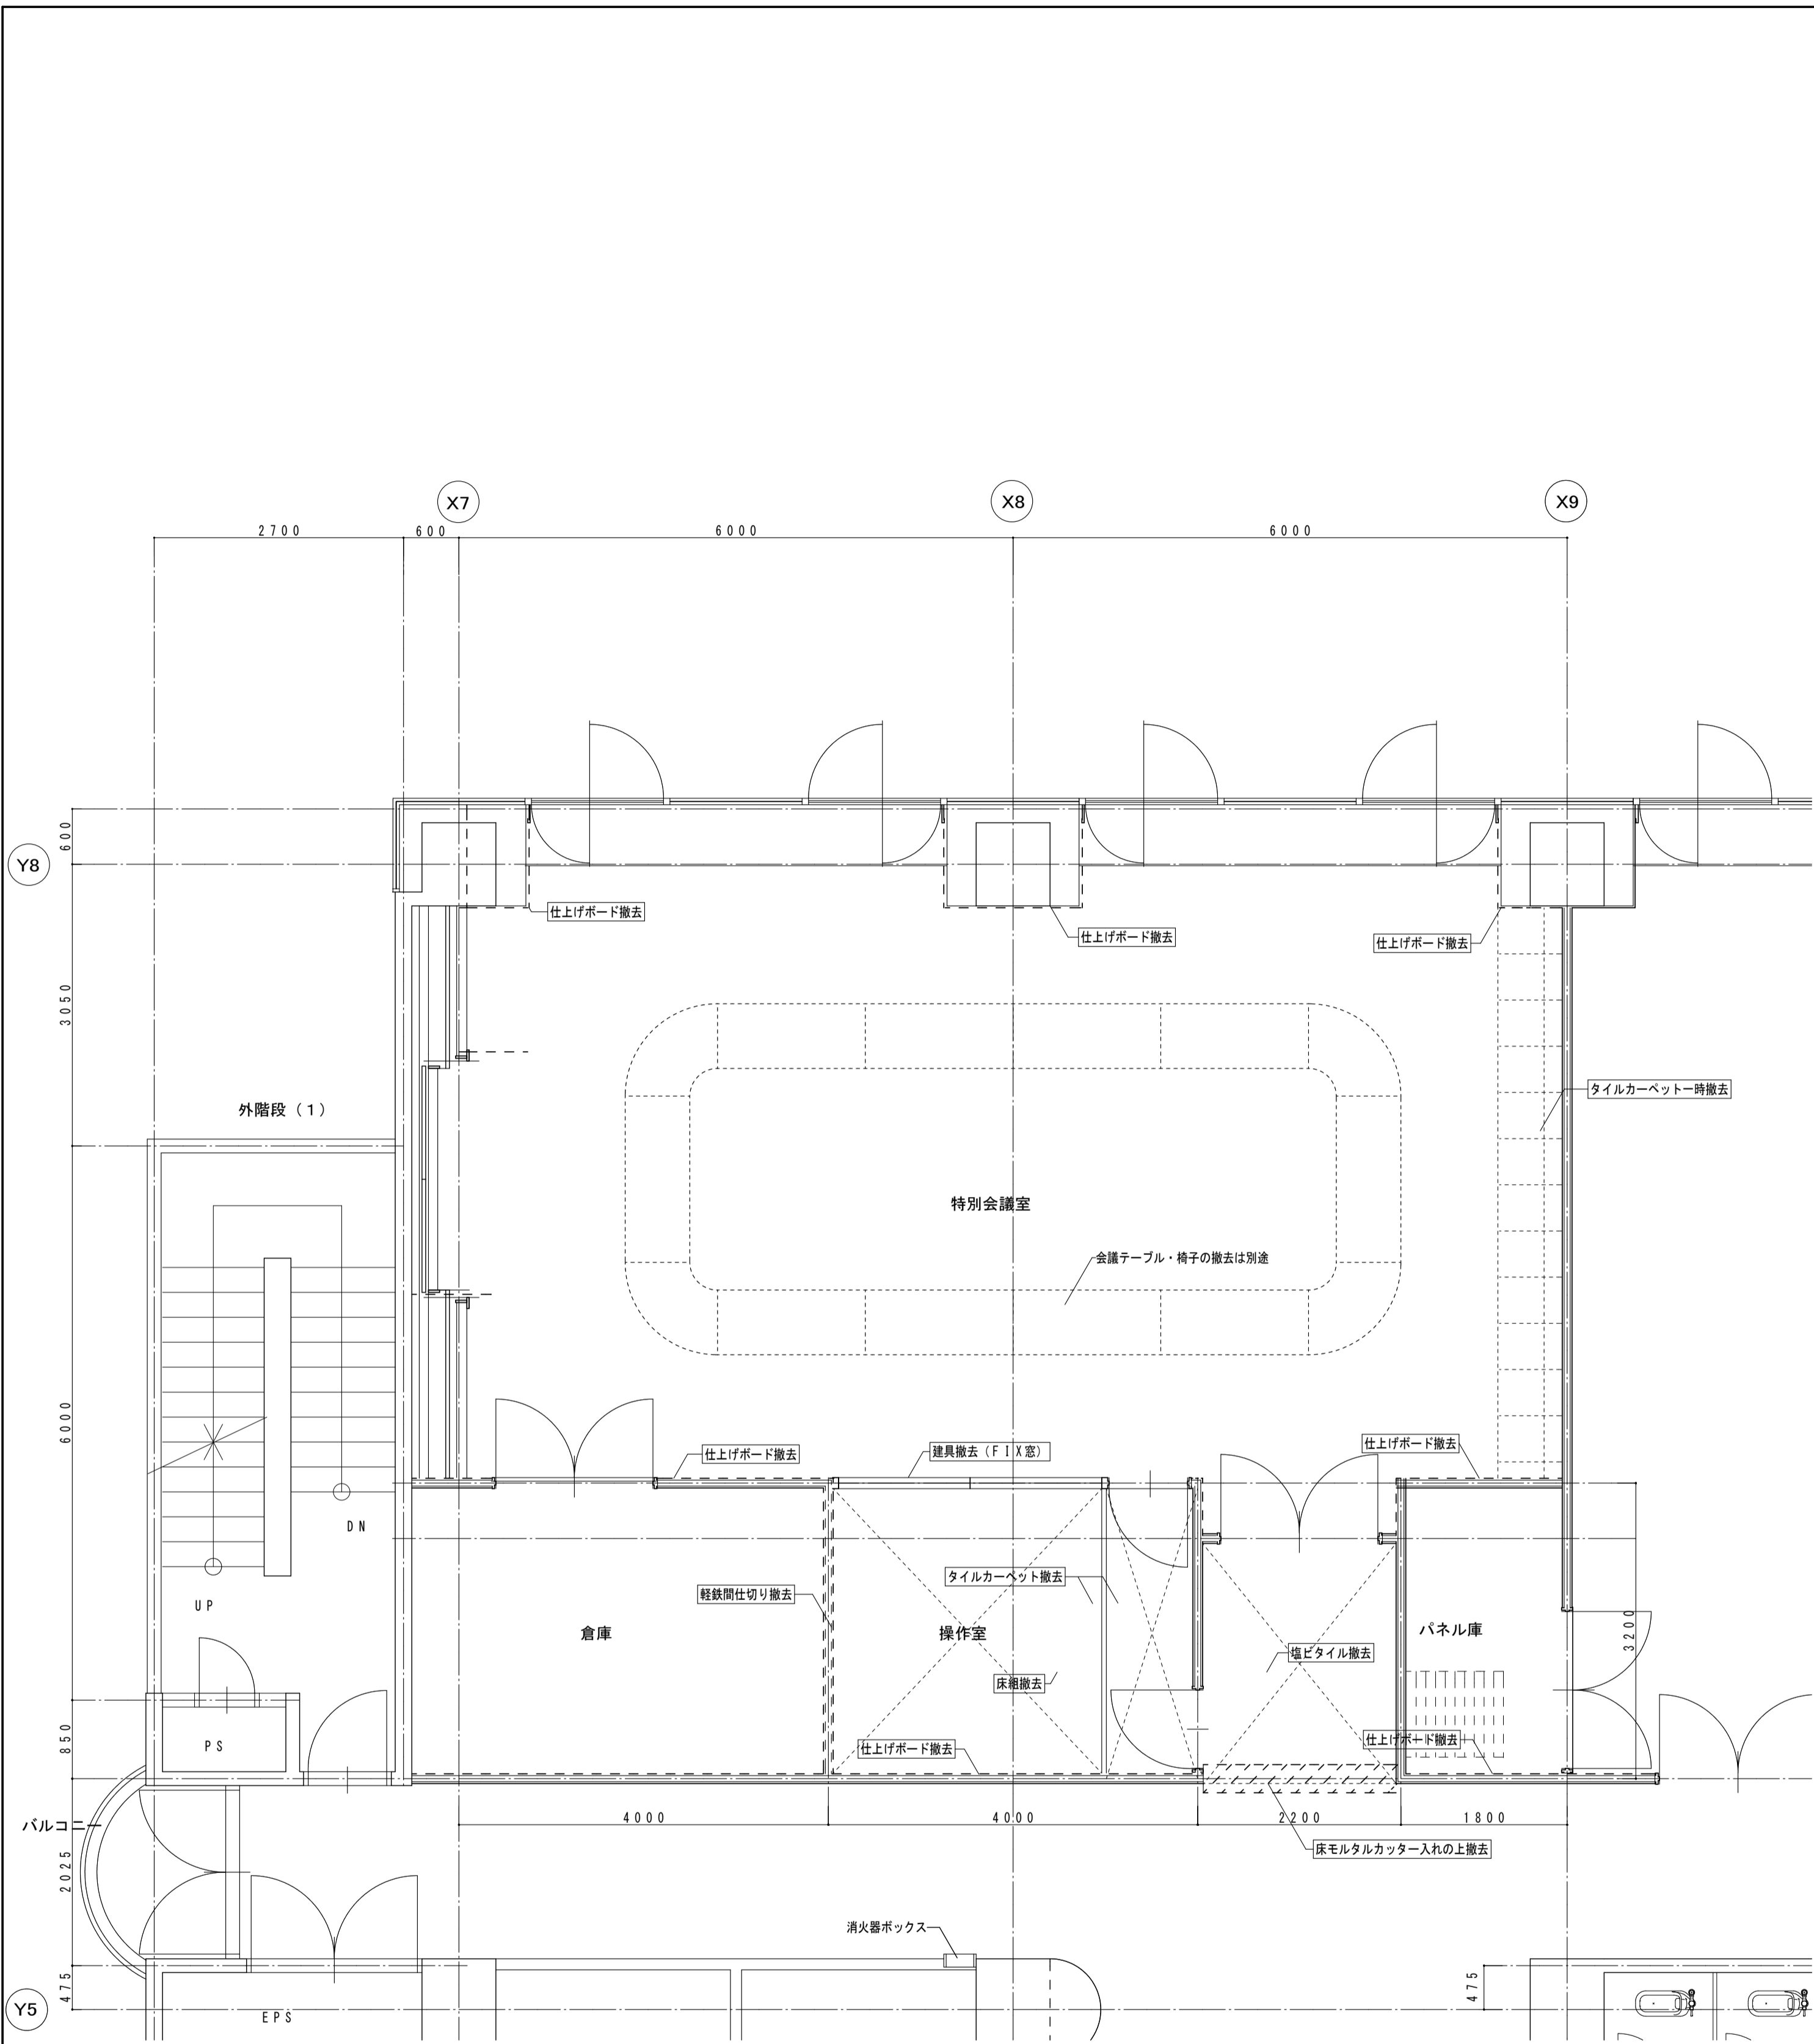 X7
X8
X9
2700
600
6000
6000
600
Y8
仕上げボード撤去
仕上げボード撤去
仕上げボード撤去
3050
タイルカーペット一時撤去
外階段（１）
特別会議室
会議テーブル・椅子の撤去は別途
6000
仕上げボード撤去
建具撤去（ＦＩＸ窓）
仕上げボード撤去
DN
タイルカーペット撤去
軽鉄間仕切り撤去
UP
倉庫
操作室
パネル庫
3200
塩ビタイル撤去
床組撤去
850
PS
仕上げボード撤去
仕上げボード撤去
4000
4000
2200
1800
バルコニー
床モルタルカッター入れの上撤去
2025
消火器ボックス
475
475
Y5
EPS